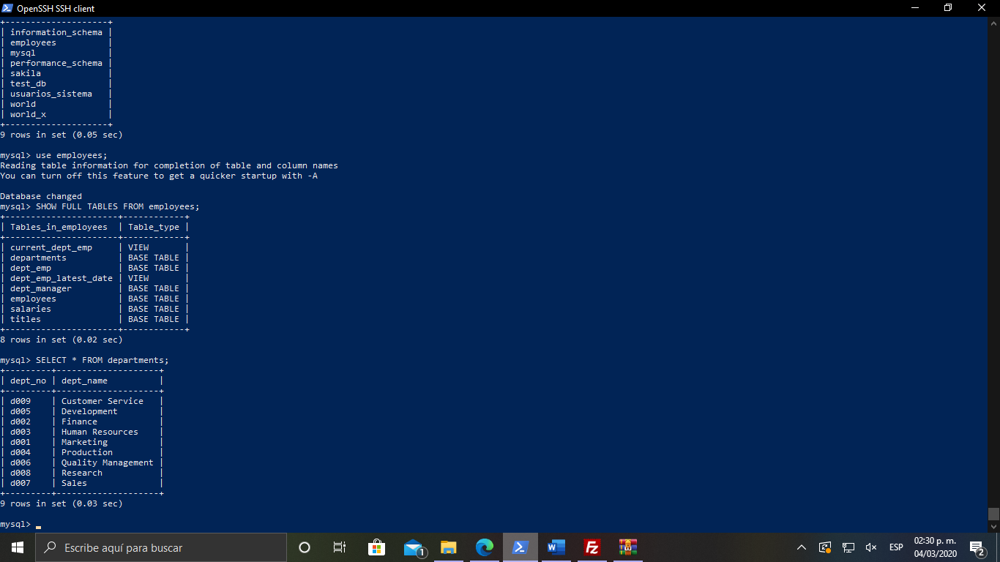 OpenSSH SSH client
+--------------------+
| information_schema |
| employees          |
| mysql              |
| performance_schema |
| sakila             |
| test_db            |
| usuarios_sistema   |
| world              |
| world_x            |
+--------------------+
9 rows in set (0.05 sec)
mysql> use employees;
Reading table information for completion of table and column names
You can turn off this feature to get a quicker startup with -A
Database changed
mysql> SHOW FULL TABLES FROM employees;
+----------------------+------------+
| Tables_in_employees  | Table_type |
+----------------------+------------+
| current_dept_emp     | VIEW       |
| departments          | BASE TABLE |
| dept_emp             | BASE TABLE |
| dept_emp_latest_date | VIEW       |
| dept_manager         | BASE TABLE |
| employees            | BASE TABLE |
| salaries             | BASE TABLE |
| titles               | BASE TABLE |
+----------------------+------------+
8 rows in set (0.02 sec)
mysql> SELECT * FROM departments;
+---------+--------------------+
| dept_no | dept_name          |
+---------+--------------------+
| d009    | Customer Service   |
| d005    | Development        |
| d002    | Finance            |
| d003    | Human Resources    |
| d001    | Marketing          |
| d004    | Production         |
| d006    | Quality Management |
| d008    | Research           |
| d007    | Sales              |
+---------+--------------------+
9 rows in set (0.03 sec)
mysql>
Escribe aquí para buscar
1
W
Fz
ESP
02:30 p. m.
04/03/2020
2